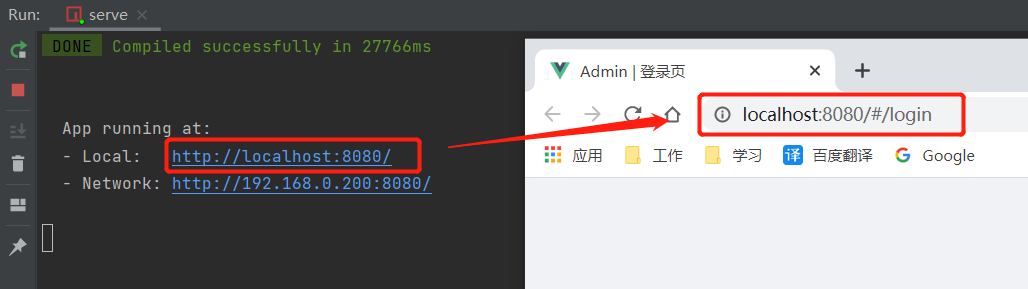 Run: serve
DONE Compiled successfully in 27766ms
App running at:
- Local: http://localhost:8080/
- Network: http://192.168.0.200:8080/
Admin | 登录页
localhost:8080/#/login
应用 工作 学习 译 百度翻译 G Google